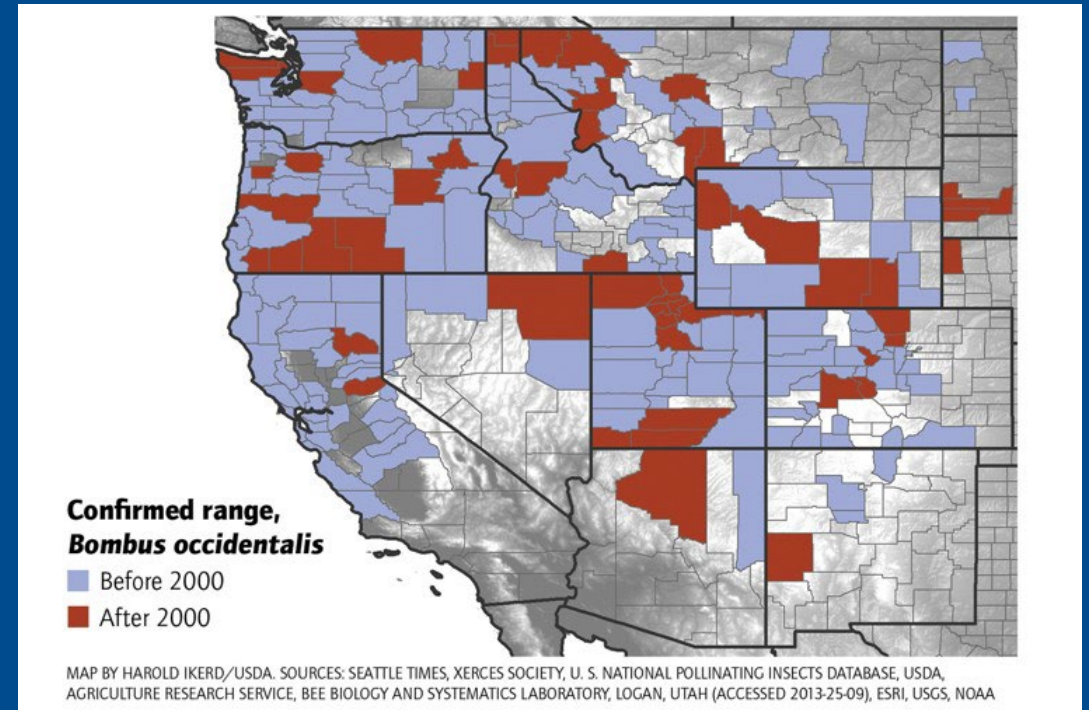 Confirmed range,
Bombus occidentalis
Before 2000
After 2000
MAP BY HAROLD IKERD/USDA. SOURCES: SEATTLE TIMES, XERCES SOCIETY, U. S. NATIONAL POLLINATING INSECTS DATABASE, USDA,
AGRICULTURE RESEARCH SERVICE, BEE BIOLOGY AND SYSTEMATICS LABORATORY, LOGAN, UTAH (ACCESSED 2013-25-09), ESRI, USGS, NOAA